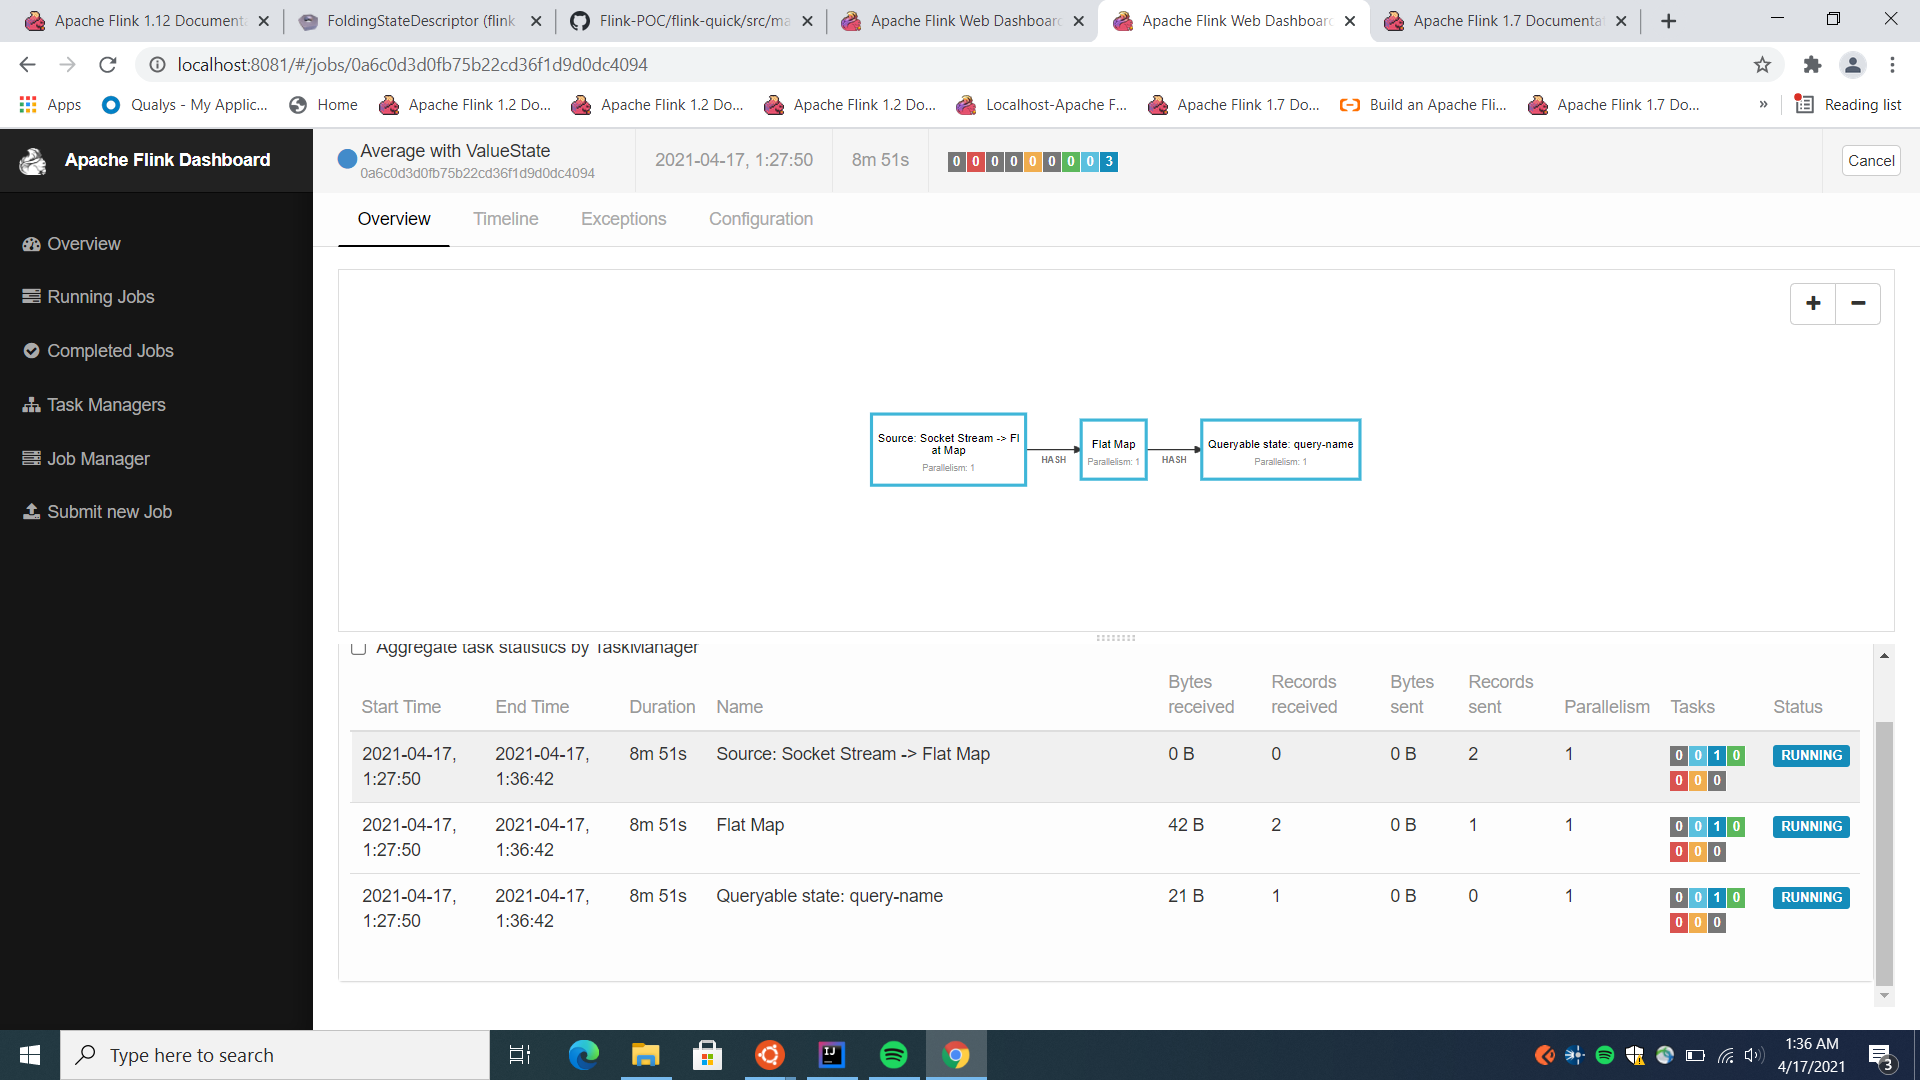 Apache Flink 1.12 Documenta
FoldingStateDescriptor (flink
Flink-POC/flink-quick/src/ma
Apache Flink Web Dashboard
Apache Flink Web Dashboard
Apache Flink 1.7 Documentat
localhost:8081/#/jobs/0a6c0d3d0fb75b22cd36f1d9d0dc4094
Apps
Qualys - My Applic...
Home
Apache Flink 1.2 Do...
Apache Flink 1.2 Do...
Apache Flink 1.2 Do...
Localhost-Apache F...
Apache Flink 1.7 Do...
Build an Apache Fli...
Apache Flink 1.7 Do...
»
Reading list
Apache Flink Dashboard
Overview
Running Jobs
Completed Jobs
Task Managers
Job Manager
Submit new Job
Average with ValueState
0a6c0d3d0fb75b22cd36f1d9d0dc4094
2021-04-17, 1:27:50
8m 51s
0 0 0 0 0 0 0 0 3
Cancel
Overview Timeline Exceptions Configuration
+ −
Source: Socket Stream -> Fl
at Map
Parallelism: 1
HASH
Flat Map
Parallelism: 1
HASH
Queryable state: query-name
Parallelism: 1
Aggregate task statistics by TaskManager
Start Time End Time Duration Name Bytes received Records received Bytes sent Records sent Parallelism Tasks Status
2021-04-17, 2021-04-17, 8m 51s Source: Socket Stream -> Flat Map 0 B 0 0 B 2 1 0 0 1 0 RUNNING
1:27:50 1:36:42 0 0 0
2021-04-17, 2021-04-17, 8m 51s Flat Map 42 B 2 0 B 1 1 0 0 1 0 RUNNING
1:27:50 1:36:42 0 0 0
2021-04-17, 2021-04-17, 8m 51s Queryable state: query-name 21 B 1 0 B 0 1 0 0 1 0 RUNNING
1:27:50 1:36:42 0 0 0
Type here to search
IJ
1:36 AM
4/17/2021
3